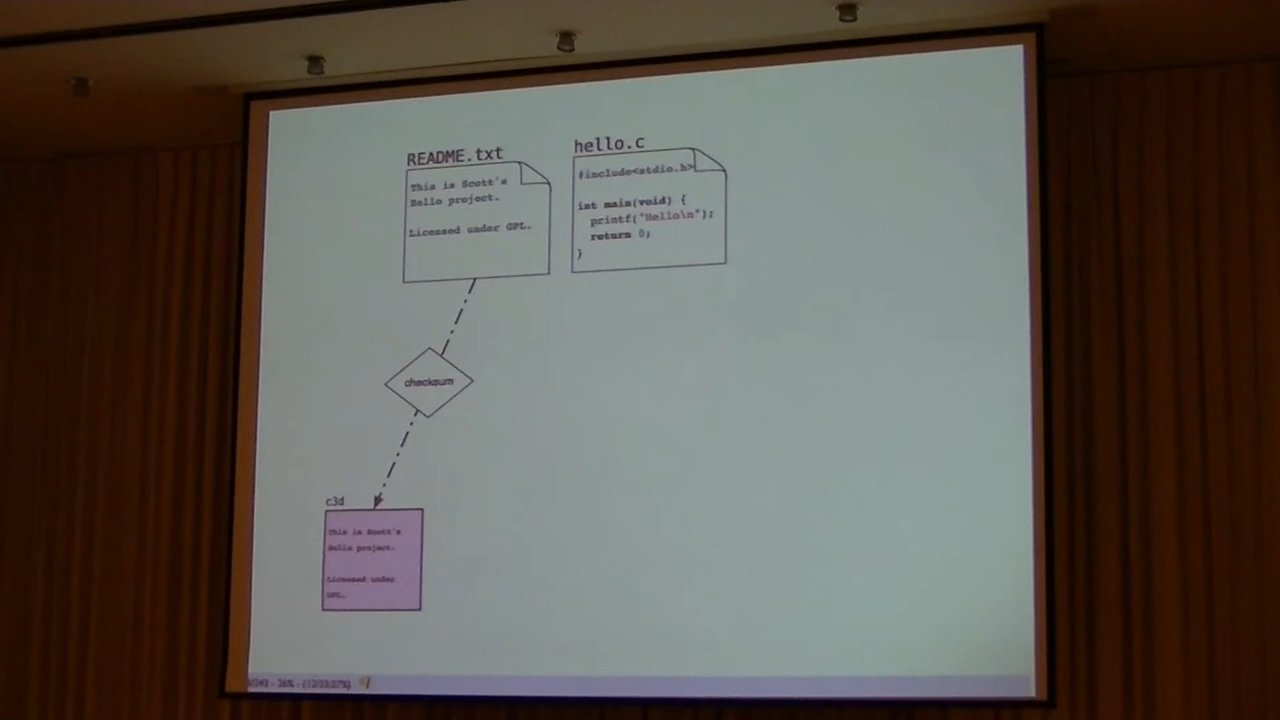 README.txt
This is Scott's
Hello project.
Licensed under GPL.
hello.c
#include<stdio.h>
int main(void) {
printf("Hello\n");
return 0;
}
checksum
c3d
This is Scott's
Hello project.
Licensed under
GPL.